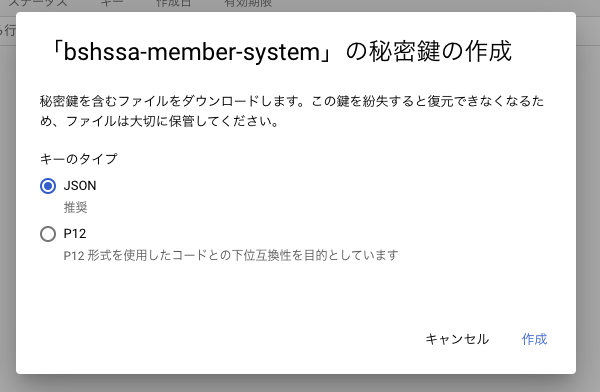 ステータス キー 作成日 有効期限
「bshssa-member-system」の秘密鍵の作成
秘密鍵を含むファイルをダウンロードします。この鍵を紛失すると復元できなくなるた
め、ファイルは大切に保管してください。
キーのタイプ
JSON
推奨
P12
P12 形式を使用したコードとの下位互換性を目的としています
キャンセル 作成